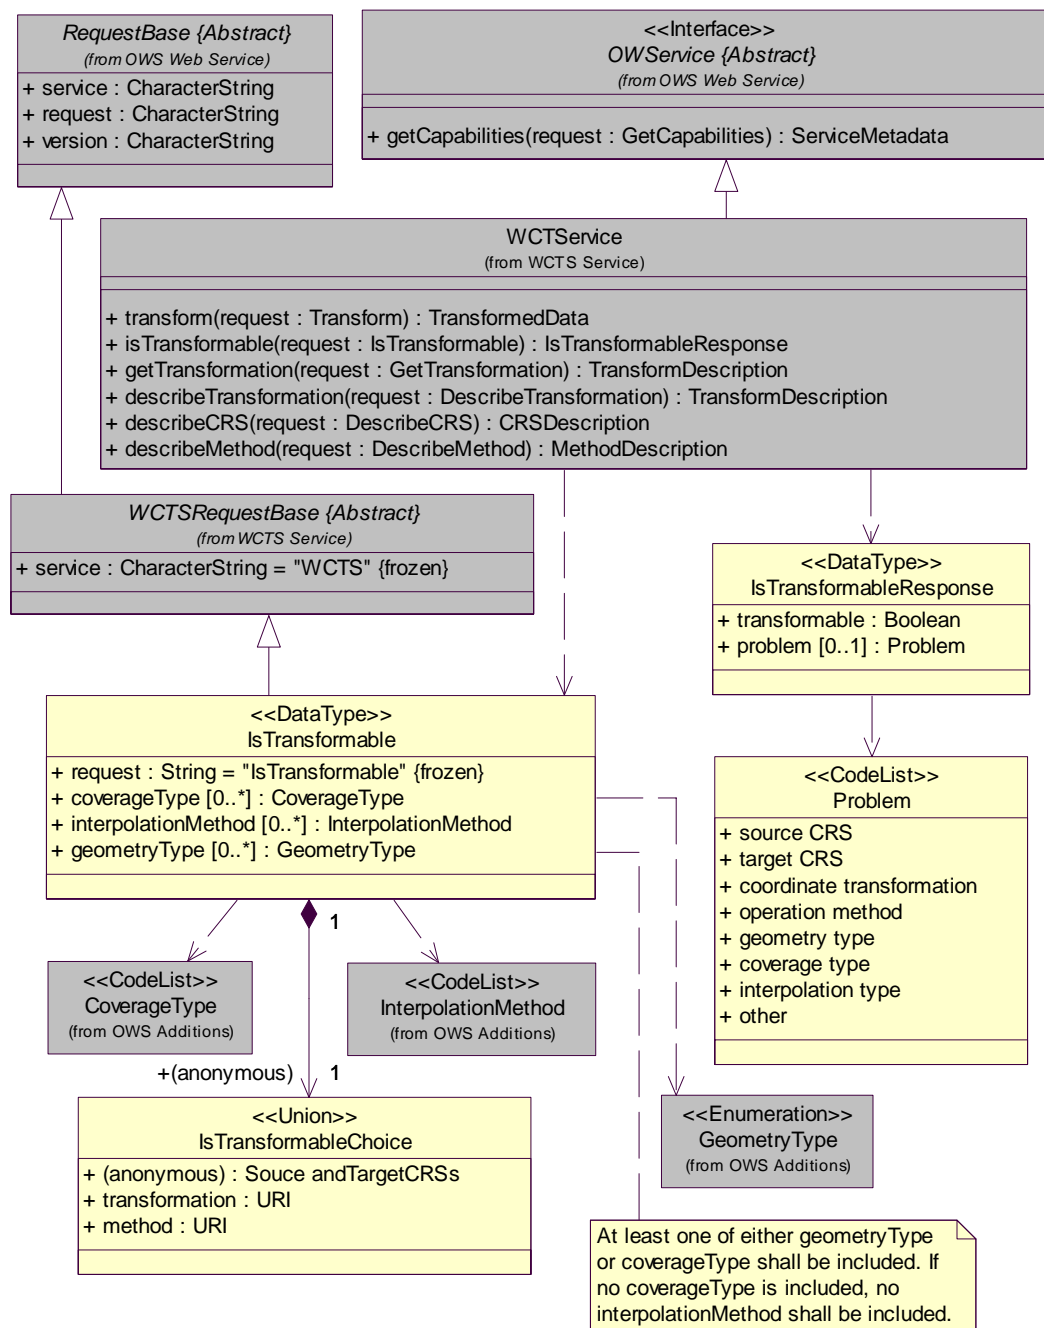 RequestBase {Abstract}
(from OWS Web Service)
+ service : CharacterString
+ request : CharacterString
+ version : CharacterString
<<Interface>>
OWService {Abstract}
(from OWS Web Service)
+ getCapabilities(request : GetCapabilities) : ServiceMetadata
WCTService
(from WCTS Service)
+ transform(request : Transform) : TransformedData
+ isTransformable(request : IsTransformable) : IsTransformableResponse
+ getTransformation(request : GetTransformation) : TransformDescription
+ describeTransformation(request : DescribeTransformation) : TransformDescription
+ describeCRS(request : DescribeCRS) : CRSDescription
+ describeMethod(request : DescribeMethod) : MethodDescription
WCTSRequestBase {Abstract}
(from WCTS Service)
+ service : CharacterString = "WCTS" {frozen}
<<DataType>>
IsTransformableResponse
+ transformable : Boolean
+ problem [0..1] : Problem
<<DataType>>
IsTransformable
+ request : String = "IsTransformable" {frozen}
+ coverageType [0..*] : CoverageType
+ interpolationMethod [0..*] : InterpolationMethod
+ geometryType [0..*] : GeometryType
<<CodeList>>
Problem
+ source CRS
+ target CRS
+ coordinate transformation
+ operation method
+ geometry type
+ coverage type
+ interpolation type
+ other
1
<<CodeList>>
CoverageType
(from OWS Additions)
<<CodeList>>
InterpolationMethod
(from OWS Additions)
+(anonymous)
1
<<Union>>
IsTransformableChoice
+ (anonymous) : Souce andTargetCRSs
+ transformation : URI
+ method : URI
<<Enumeration>>
GeometryType
(from OWS Additions)
At least one of either geometryType
or coverageType shall be included. If
no coverageType is included, no
interpolationMethod shall be included.